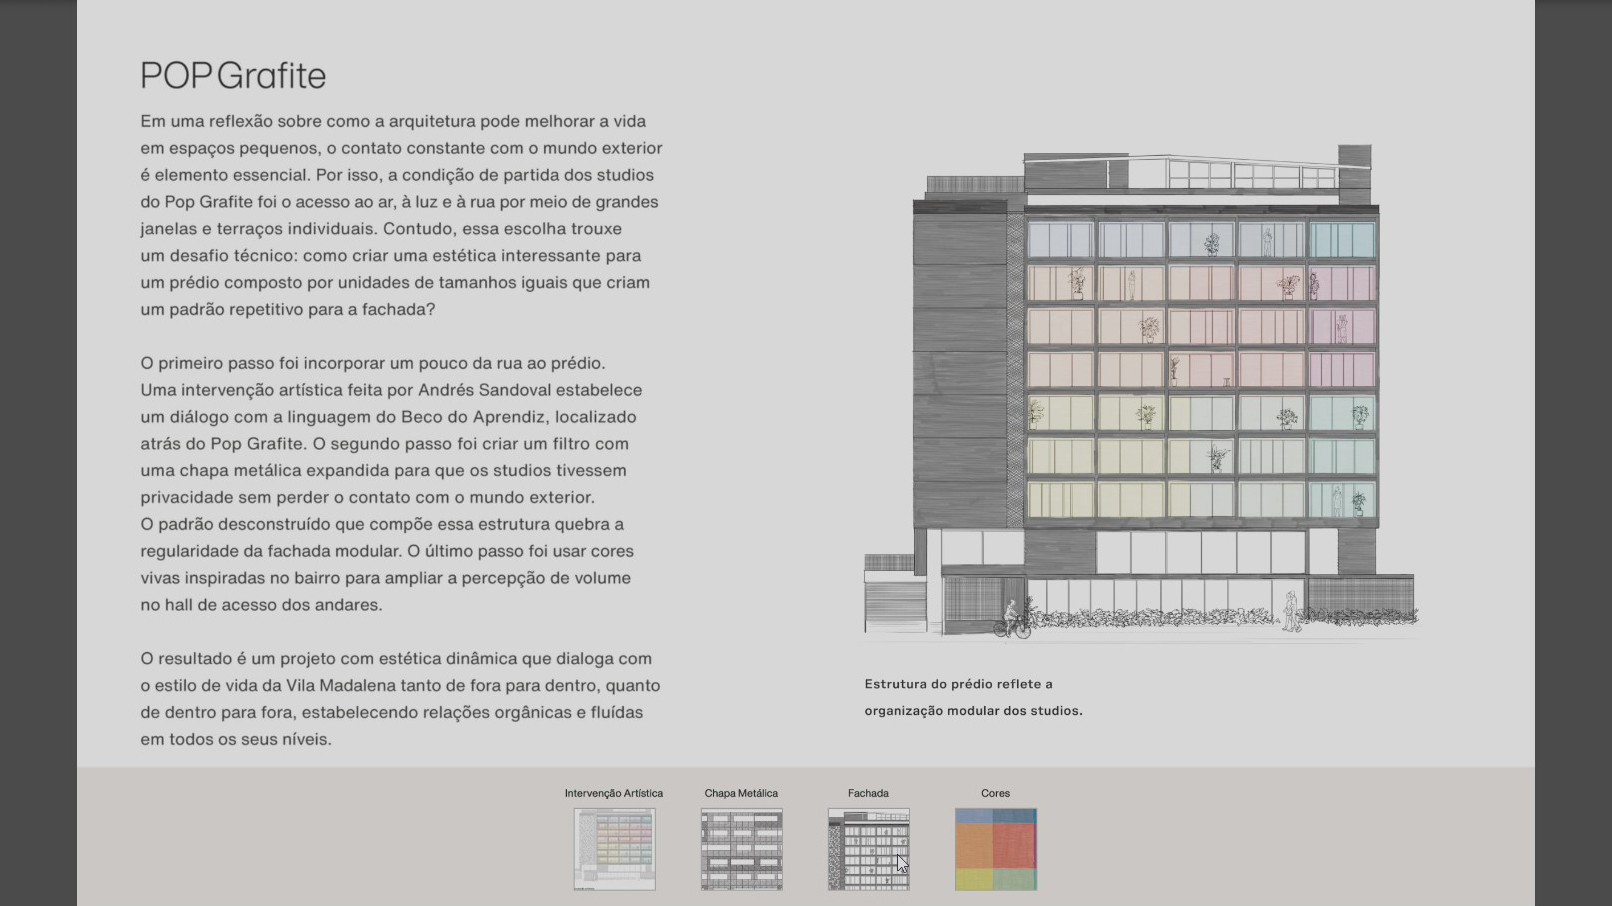 POP Grafite
Em uma reflexão sobre como a arquitetura pode melhorar a vida
em espaços pequenos, o contato constante com o mundo exterior
é elemento essencial. Por isso, a condição de partida dos studios
do Pop Grafite foi o acesso ao ar, à luz e à rua por meio de grandes
janelas e terraços individuais. Contudo, essa escolha trouxe
um desafio técnico: como criar uma estética interessante para
um prédio composto por unidades de tamanhos iguais que criam
um padrão repetitivo para a fachada?
O primeiro passo foi incorporar um pouco da rua ao prédio.
Uma intervenção artística feita por Andrés Sandoval estabelece
um diálogo com a linguagem do Beco do Aprendiz, localizado
atrás do Pop Grafite. O segundo passo foi criar um filtro com
uma chapa metálica expandida para que os studios tivessem
privacidade sem perder o contato com o mundo exterior.
O padrão desconstruído que compõe essa estrutura quebra a
regularidade da fachada modular. O último passo foi usar cores
vivas inspiradas no bairro para ampliar a percepção de volume
no hall de acesso dos andares.
O resultado é um projeto com estética dinâmica que dialoga com
o estilo de vida da Vila Madalena tanto de fora para dentro, quanto
de dentro para fora, estabelecendo relações orgânicas e fluídas
em todos os seus níveis.
Estrutura do prédio reflete a
organização modular dos studios.
Intervenção Artística
Chapa Metálica
Fachada
Cores